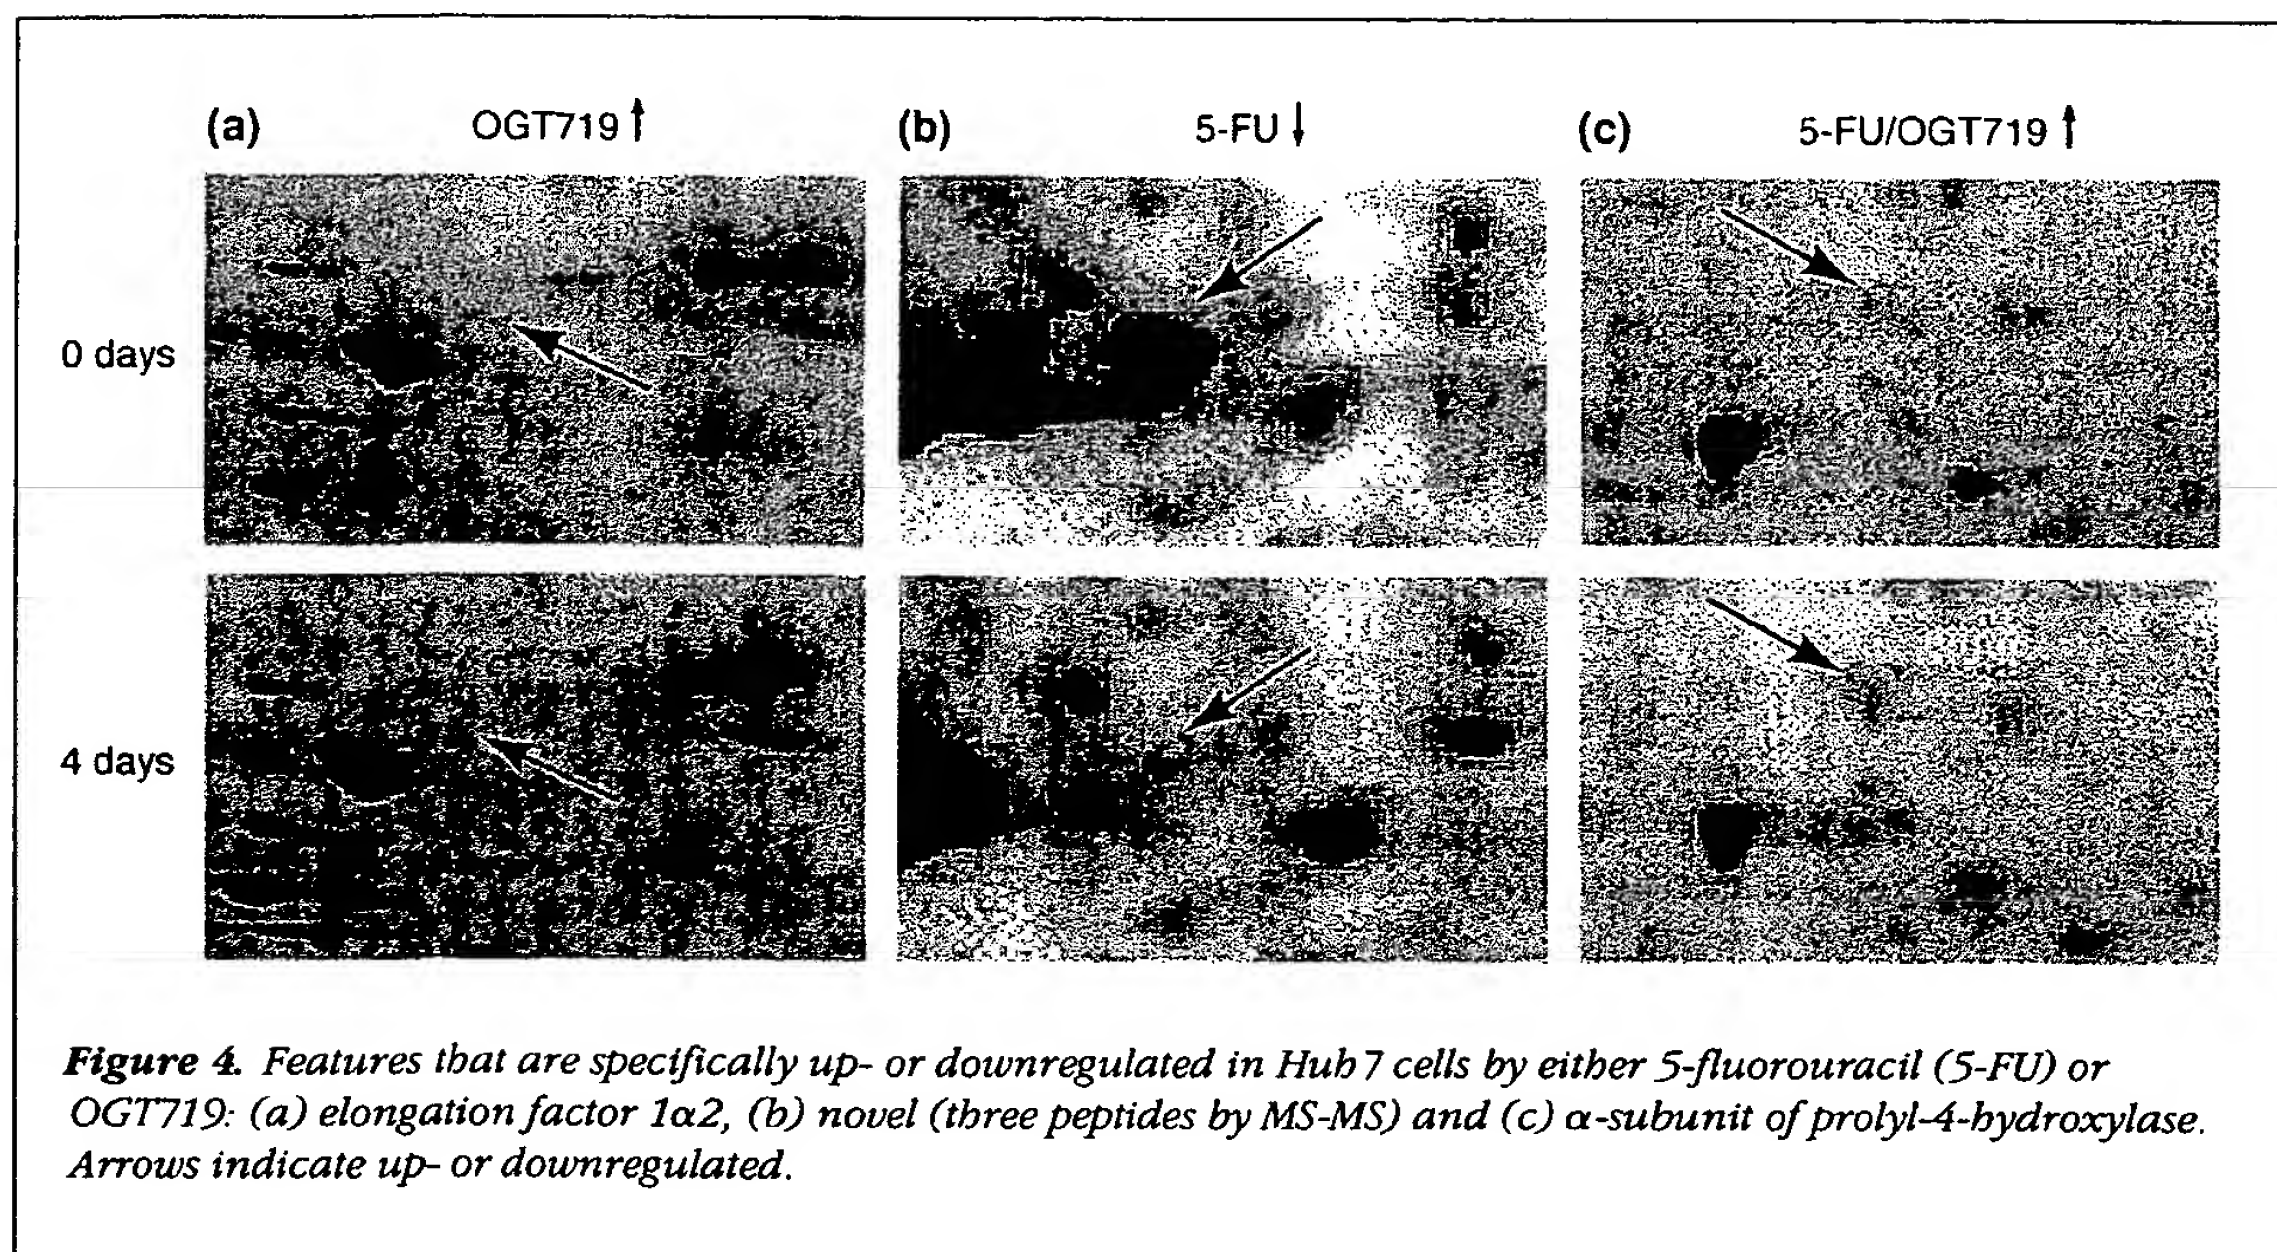 (a) OGT719 ↑ (b) 5-FU ↓ (c) 5-FU/OGT719 ↑
0 days
4 days
Figure 4. Features that are specifically up- or downregulated in Huh 7 cells by either 5-fluorouracil (5-FU) or
OGT719: (a) elongation factor 1α2, (b) novel (three peptides by MS-MS) and (c) α-subunit of prolyl-4-hydroxylase.
Arrows indicate up- or downregulated.